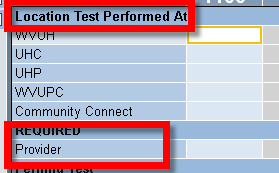 Location Test Performed At
WVUH
UHC
UHP
WVUPC
Community Connect
REQUIRED
Provider